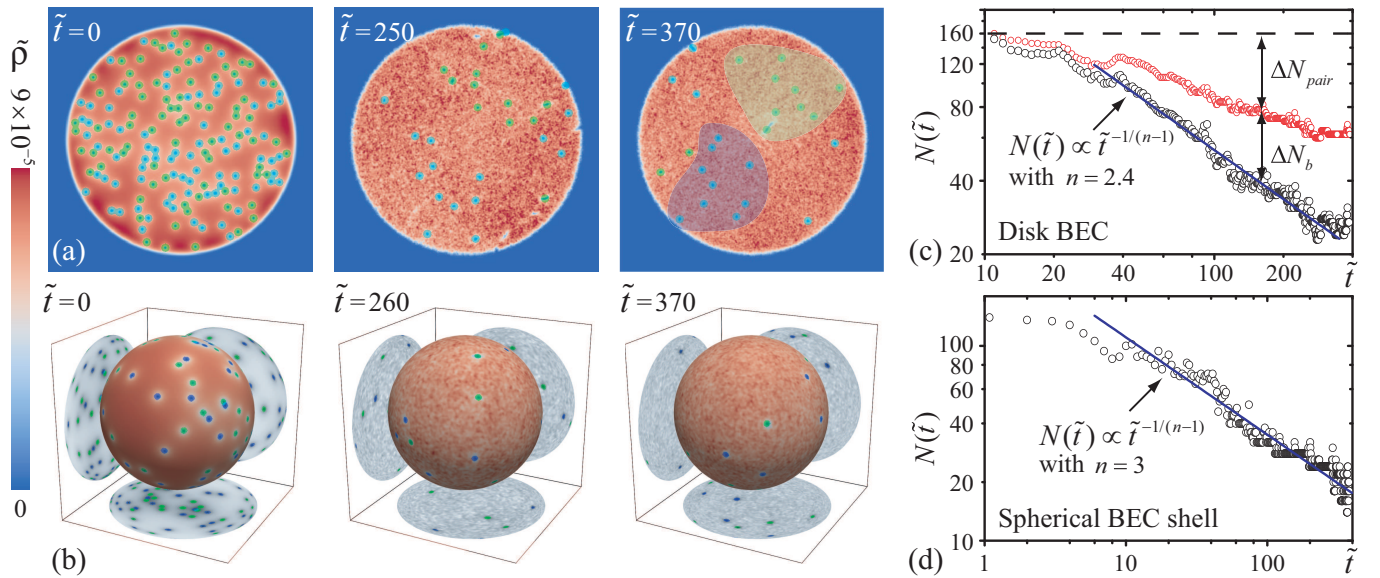 t̃=0
t̃=250
t̃=370
ρ̃
9×10⁻⁵
0
(a)
t̃=0
t̃=260
t̃=370
(b)
N(t̃)
160
120
80
40
20
ΔN_pair
ΔN_b
N(t̃) ∝ t̃^{-1/(n-1)}
with n = 2.4
Disk BEC
10
20
40
100
200
t̃
(c)
N(t̃)
100
80
60
40
20
10
N(t̃) ∝ t̃^{-1/(n-1)}
with n = 3
Spherical BEC shell
1
10
100
t̃
(d)